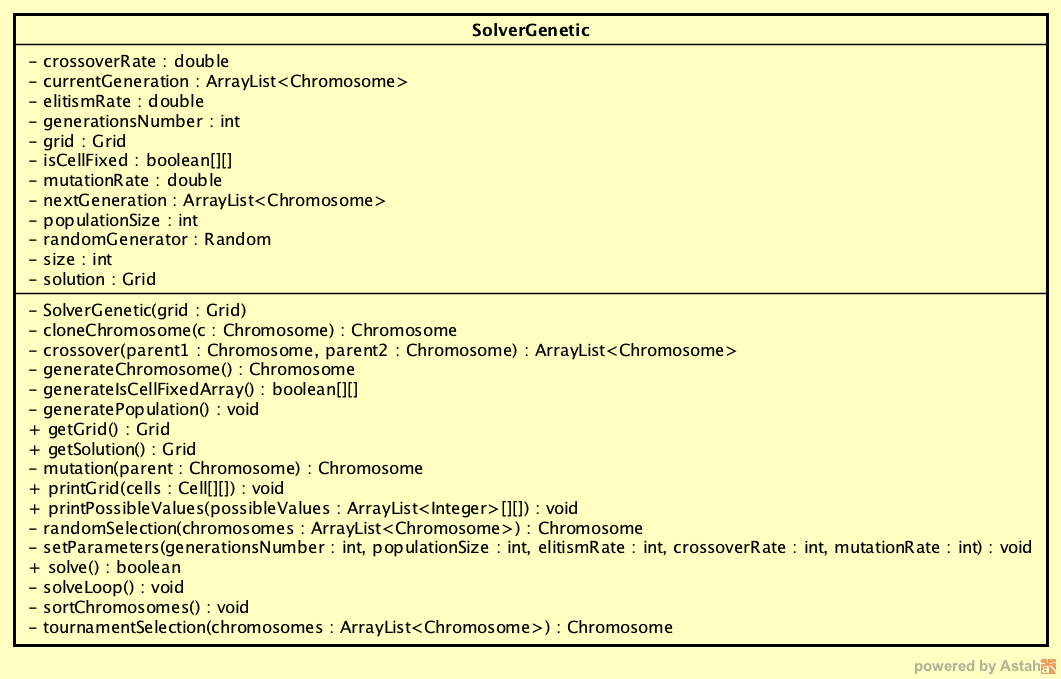 SolverGenetic
- crossoverRate : double
- currentGeneration : ArrayList<Chromosome>
- elitismRate : double
- generationsNumber : int
- grid : Grid
- isCellFixed : boolean[][]
- mutationRate : double
- nextGeneration : ArrayList<Chromosome>
- populationSize : int
- randomGenerator : Random
- size : int
- solution : Grid
- SolverGenetic(grid : Grid)
- cloneChromosome(c : Chromosome) : Chromosome
- crossover(parent1 : Chromosome, parent2 : Chromosome) : ArrayList<Chromosome>
- generateChromosome() : Chromosome
- generateIsCellFixedArray() : boolean[][]
- generatePopulation() : void
+ getGrid() : Grid
+ getSolution() : Grid
- mutation(parent : Chromosome) : Chromosome
+ printGrid(cells : Cell[][]) : void
+ printPossibleValues(possibleValues : ArrayList<Integer>[][]) : void
- randomSelection(chromosomes : ArrayList<Chromosome>) : Chromosome
- setParameters(generationsNumber : int, populationSize : int, elitismRate : int, crossoverRate : int, mutationRate : int) : void
+ solve() : boolean
- solveLoop() : void
- sortChromosomes() : void
- tournamentSelection(chromosomes : ArrayList<Chromosome>) : Chromosome
powered by Astah